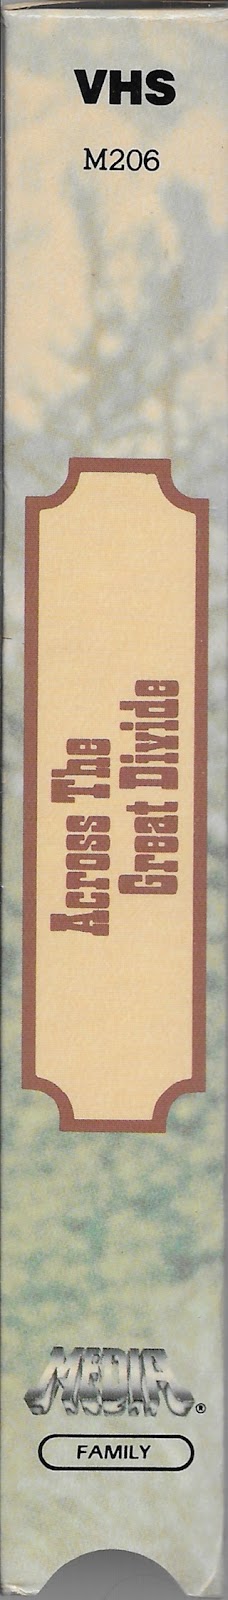 VHS
M206
Across The
Great Divide
MEDIA®
FAMILY